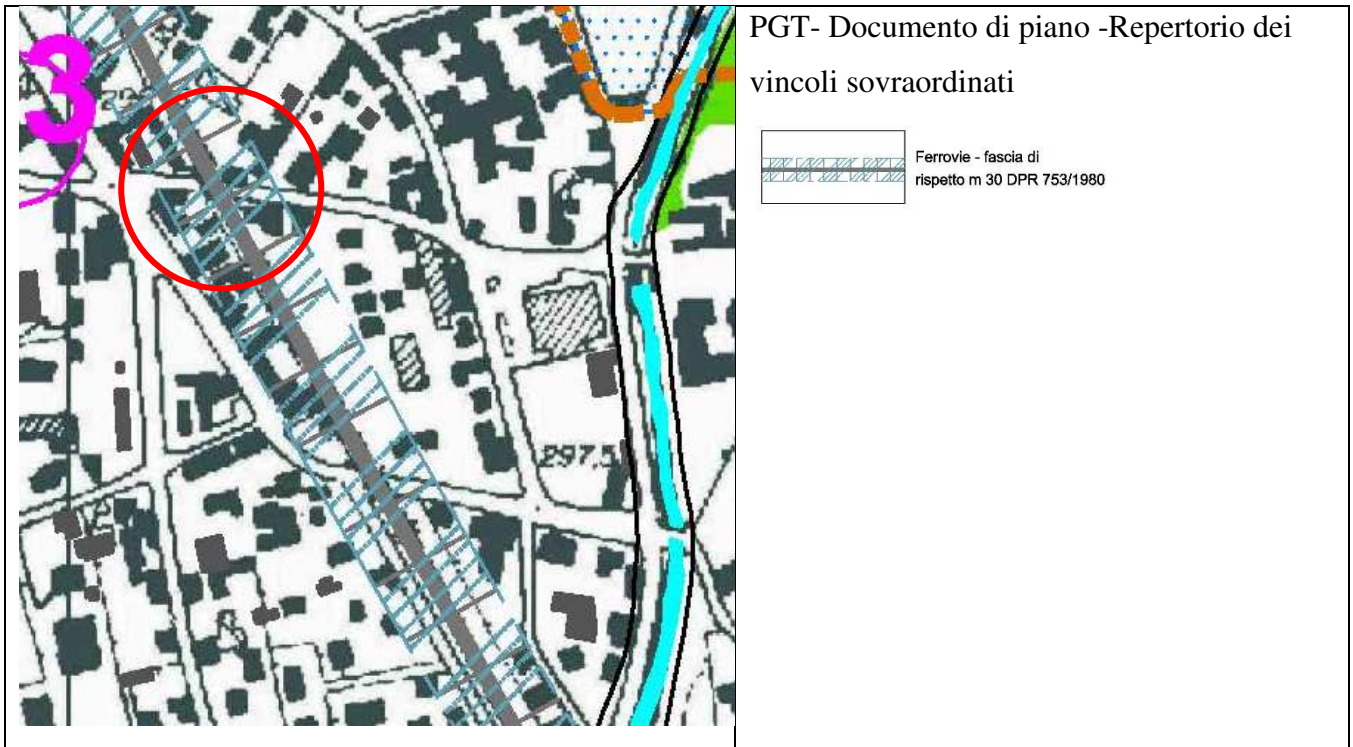 PGT- Documento di piano -Repertorio dei
vincoli sovraordinati
Ferrovie - fascia di
rispetto m 30 DPR 753/1980
3
297,5